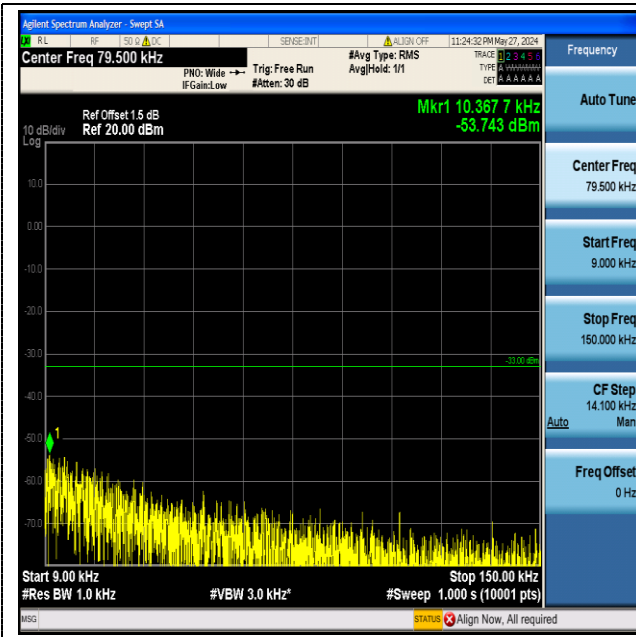 Agilent Spectrum Analyzer - Swept SA
RL RF 50 Ω DC SENSE:INT ALIGN OFF 11:24:32 PM May 27, 2024
Center Freq 79.500 kHz
PNO: Wide
IFGain:Low
Trig: Free Run
#Atten: 30 dB
#Avg Type: RMS
Avg|Hold: 1/1
TRACE 1 2 3 4 5 6
TYPE A
DET A A A A A A
Frequency
Auto Tune
Center Freq
79.500 kHz
Start Freq
9.000 kHz
Stop Freq
150.000 kHz
CF Step
14.100 kHz
Auto Man
Freq Offset
0 Hz
Ref Offset 1.5 dB
10 dB/div Ref 20.00 dBm
Log
Mkr1 10.367 7 kHz
-53.743 dBm
10.0
0.00
-10.0
-20.0
-30.0
-33.00 dBm
-40.0
-50.0
1
-60.0
-70.0
Start 9.00 kHz Stop 150.00 kHz
#Res BW 1.0 kHz #VBW 3.0 kHz* #Sweep 1.000 s (10001 pts)
MSG STATUS Align Now, All required